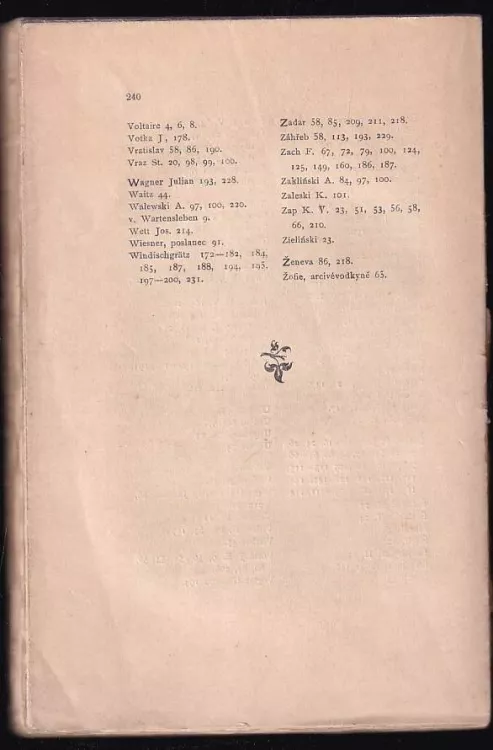 240
Voltaire 4, 6, 8.
Votka J, 178.
Vratislav 58, 86, 190.
Vraz St. 20, 98, 99, 100.
Wagner Julian 193, 228.
Waitz 44.
Walewski A. 97, 100, 220.
v. Wartensleben 9.
Weit Jos. 214.
Wiesner, poslanec 91.
Windischgrätz 172—182, 184,
185, 187, 188, 194, 195,
197—200, 231.
Zadar 58, 85, 209, 211, 218.
Záhřeb 58, 113, 193, 229.
Zach F. 67, 72, 79, 100, 124,
125, 149, 160, 186, 187.
Zakliński A. 84, 97, 100.
Zaleski K. 101.
Zap K. V. 23, 51, 53, 56, 58,
66, 210.
Zieliński 23.
Ženeva 86, 218.
Žofie, arcivévodkyně 65.